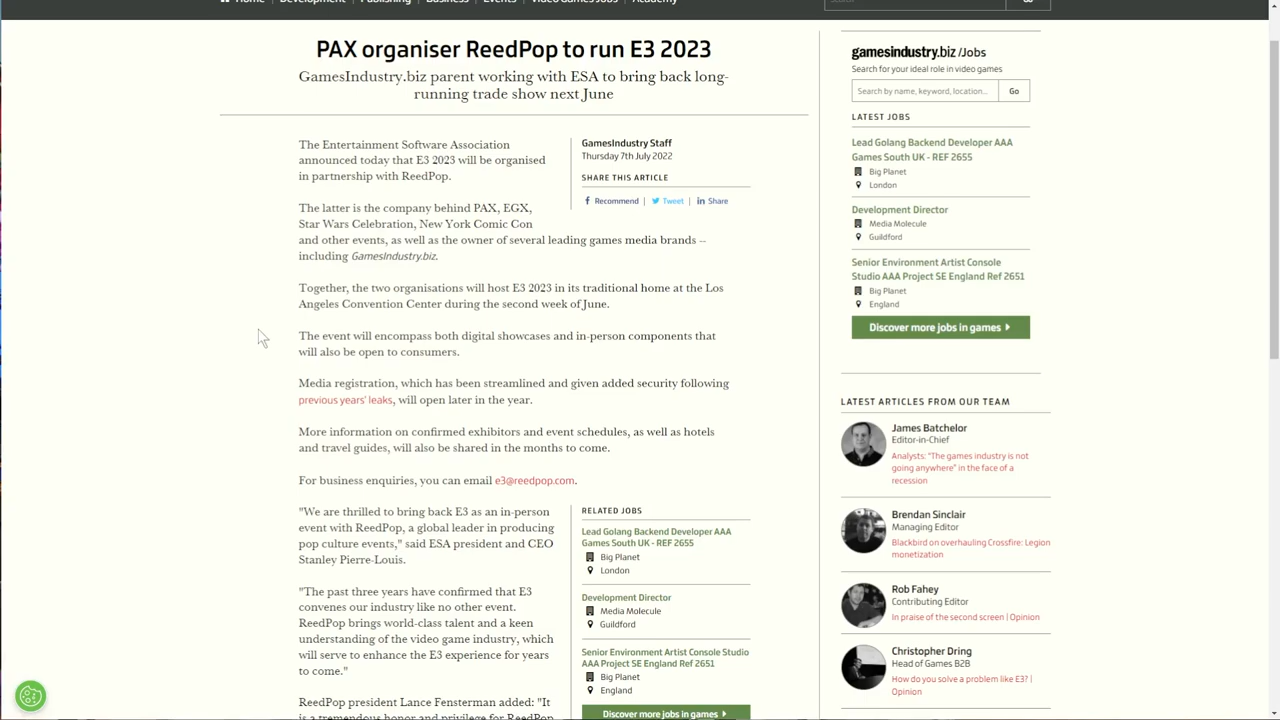 Home
Development
Publishing
Business
Events
Video Games Jobs
Academy
PAX organiser ReedPop to run E3 2023
GamesIndustry.biz parent working with ESA to bring back long-
running trade show next June
The Entertainment Software Association
announced today that E3 2023 will be organised
in partnership with ReedPop.
The latter is the company behind PAX, EGX,
Star Wars Celebration, New York Comic Con
and other events, as well as the owner of several leading games media brands --
including GamesIndustry.biz.
GamesIndustry Staff
Thursday 7th July 2022
SHARE THIS ARTICLE
Recommend | Tweet | Share
Together, the two organisations will host E3 2023 in its traditional home at the Los
Angeles Convention Center during the second week of June.
The event will encompass both digital showcases and in-person components that
will also be open to consumers.
Media registration, which has been streamlined and given added security following
previous years' leaks, will open later in the year.
More information on confirmed exhibitors and event schedules, as well as hotels
and travel guides, will also be shared in the months to come.
For business enquiries, you can email e3@reedpop.com.
"We are thrilled to bring back E3 as an in-person
event with ReedPop, a global leader in producing
pop culture events," said ESA president and CEO
Stanley Pierre-Louis.
"The past three years have confirmed that E3
convenes our industry like no other event.
ReedPop brings world-class talent and a keen
understanding of the video game industry, which
will serve to enhance the E3 experience for years
to come."
ReedPop president Lance Fensterman added: "It
is a tremendous honor and privilege for ReedPop
RELATED JOBS
Lead Golang Backend Developer AAA
Games South UK - REF 2655
Big Planet
London
Development Director
Media Molecule
Guildford
Senior Environment Artist Console Studio
AAA Project SE England Ref 2651
Big Planet
England
Discover more jobs in games
gamesindustry.biz /Jobs
Search for your ideal role in video games
Search by name, keyword, location...
Go
LATEST JOBS
Lead Golang Backend Developer AAA
Games South UK - REF 2655
Big Planet
London
Development Director
Media Molecule
Guildford
Senior Environment Artist Console
Studio AAA Project SE England Ref 2651
Big Planet
England
Discover more jobs in games
LATEST ARTICLES FROM OUR TEAM
James Batchelor
Editor-in-Chief
Analysts: "The games industry is not
going anywhere" in the face of a
recession
Brendan Sinclair
Managing Editor
Blackbird on overhauling Crossfire: Legion
monetization
Rob Fahey
Contributing Editor
In praise of the second screen | Opinion
Christopher Dring
Head of Games B2B
How do you solve a problem like E3? |
Opinion